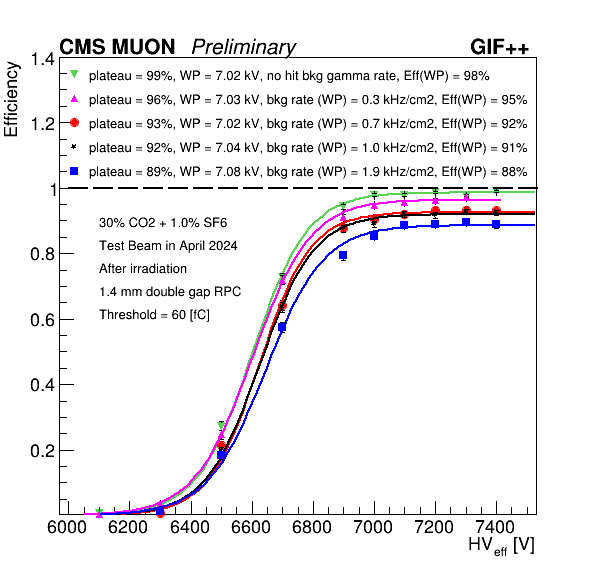 CMS MUON Preliminary GIF++
Efficiency
1.4
1.2
1
0.8
0.6
0.4
0.2
plateau = 99%, WP = 7.02 kV, no hit bkg gamma rate, Eff(WP) = 98%
plateau = 96%, WP = 7.03 kV, bkg rate (WP) = 0.3 kHz/cm2, Eff(WP) = 95%
plateau = 93%, WP = 7.02 kV, bkg rate (WP) = 0.7 kHz/cm2, Eff(WP) = 92%
plateau = 92%, WP = 7.04 kV, bkg rate (WP) = 1.0 kHz/cm2, Eff(WP) = 91%
plateau = 89%, WP = 7.08 kV, bkg rate (WP) = 1.9 kHz/cm2, Eff(WP) = 88%
30% CO2 + 1.0% SF6
Test Beam in April 2024
After irradiation
1.4 mm double gap RPC
Threshold = 60 [fC]
6000 6200 6400 6600 6800 7000 7200 7400
HVeff [V]